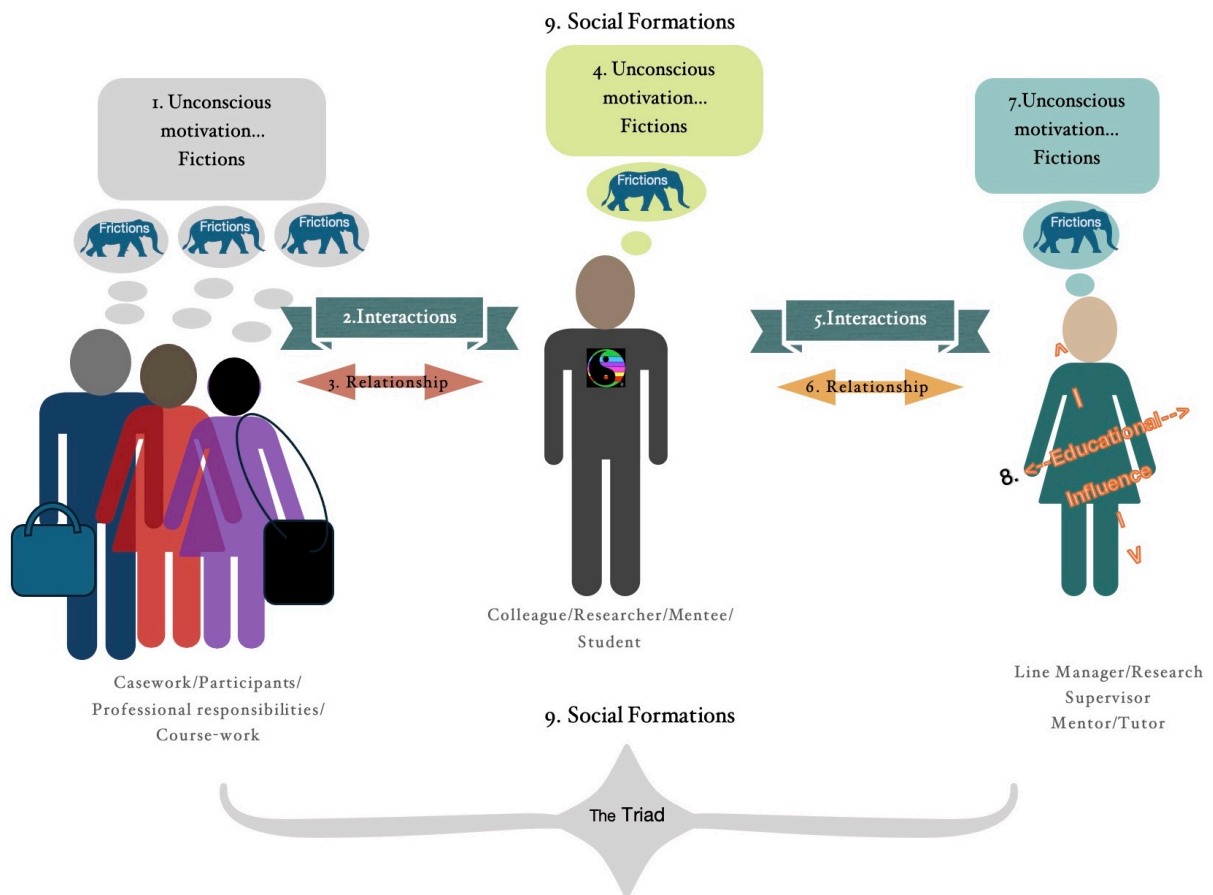 9. Social Formations
1. Unconscious
motivation...
Fictions
4. Unconscious
motivation...
Fictions
7.Unconscious
motivation...
Fictions
Frictions
Frictions
Frictions
Frictions
Frictions
2.Interactions
3. Relationship
5.Interactions
6. Relationship
8. <--Educational-->
Influence
^
|
|
V
Casework/Participants/
Professional responsibilities/
Course-work
Colleague/Researcher/Mentee/
Student
Line Manager/Research
Supervisor
Mentor/Tutor
9. Social Formations
The Triad